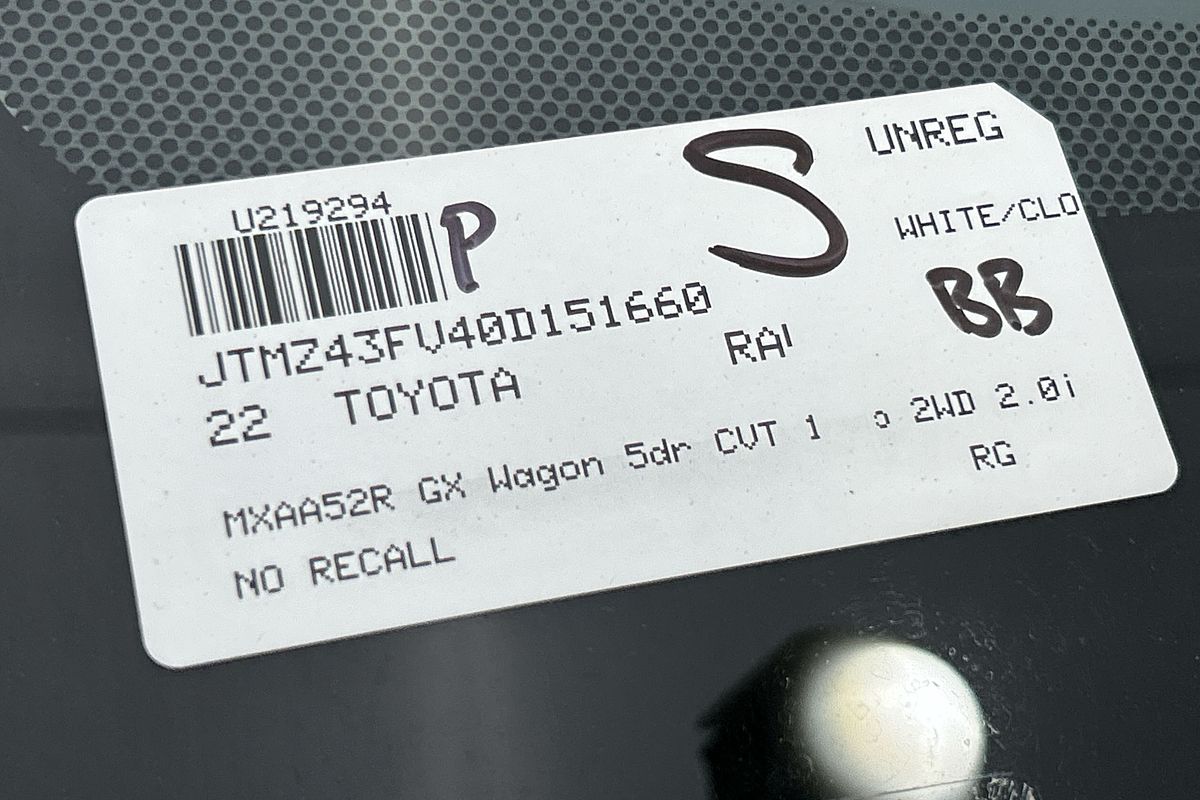 UNREG
S
U219294
P
WHITE/CLO
BB
JTMZ43FV40D151660
22 TOYOTA RA
MXAA52R GX Wagon 5dr CVT 1 2WD 2.0i
NO RECALL RG